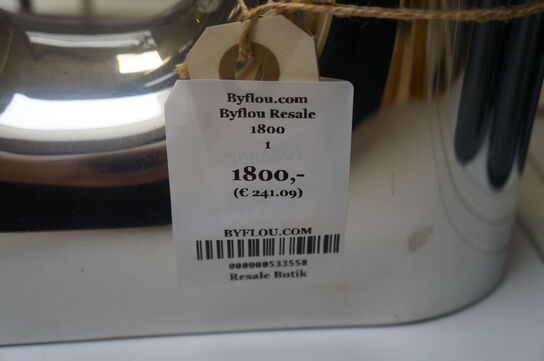 Byflou.com
Byflou Resale
1800
1
1800,-
(€ 241.09)
BYFLOU.COM
000000533558
Resale Butik